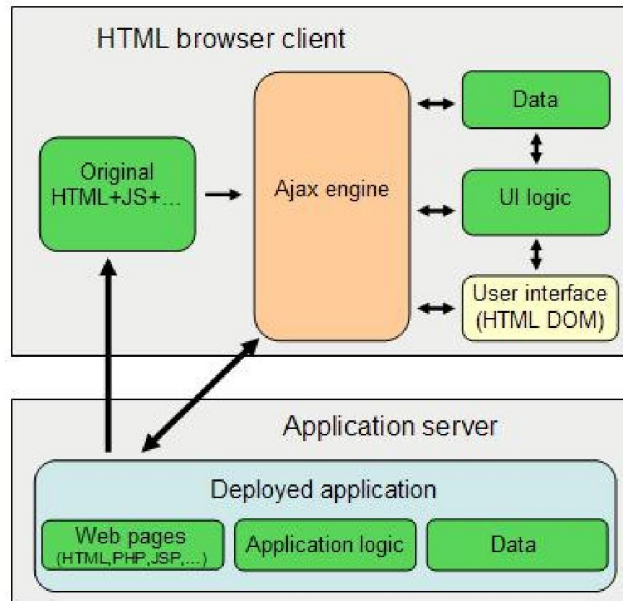 HTML browser client
Original
HTML+JS+...
Ajax engine
Data
UI logic
User interface
(HTML DOM)
Application server
Deployed application
Web pages
(HTML,PHP,JSP,...)
Application logic
Data